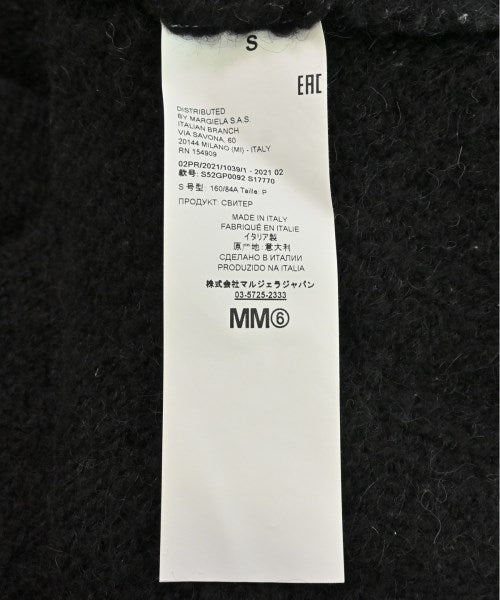 S
EAC
DISTRIBUTED
BY MARGIELA S.A.S.
ITALIAN BRANCH
VIA SAVONA, 60
20144 MILANO (MI) - ITALY
RN 154909
02PR/2021/1039/1 - 2021 02
款号: S52GP0092 S17770
S 号型: 160/84A Taille: P
ПРОДУКТ: СВИТЕР
MADE IN ITALY
FABRIQUÉ EN ITALIE
イタリア製
原产地:意大利
СДЕЛАНО В ИТАЛИИ
PRODUZIDO NA ITALIA
株式会社マルジェラジャパン
03-5725-2333
MM⑥